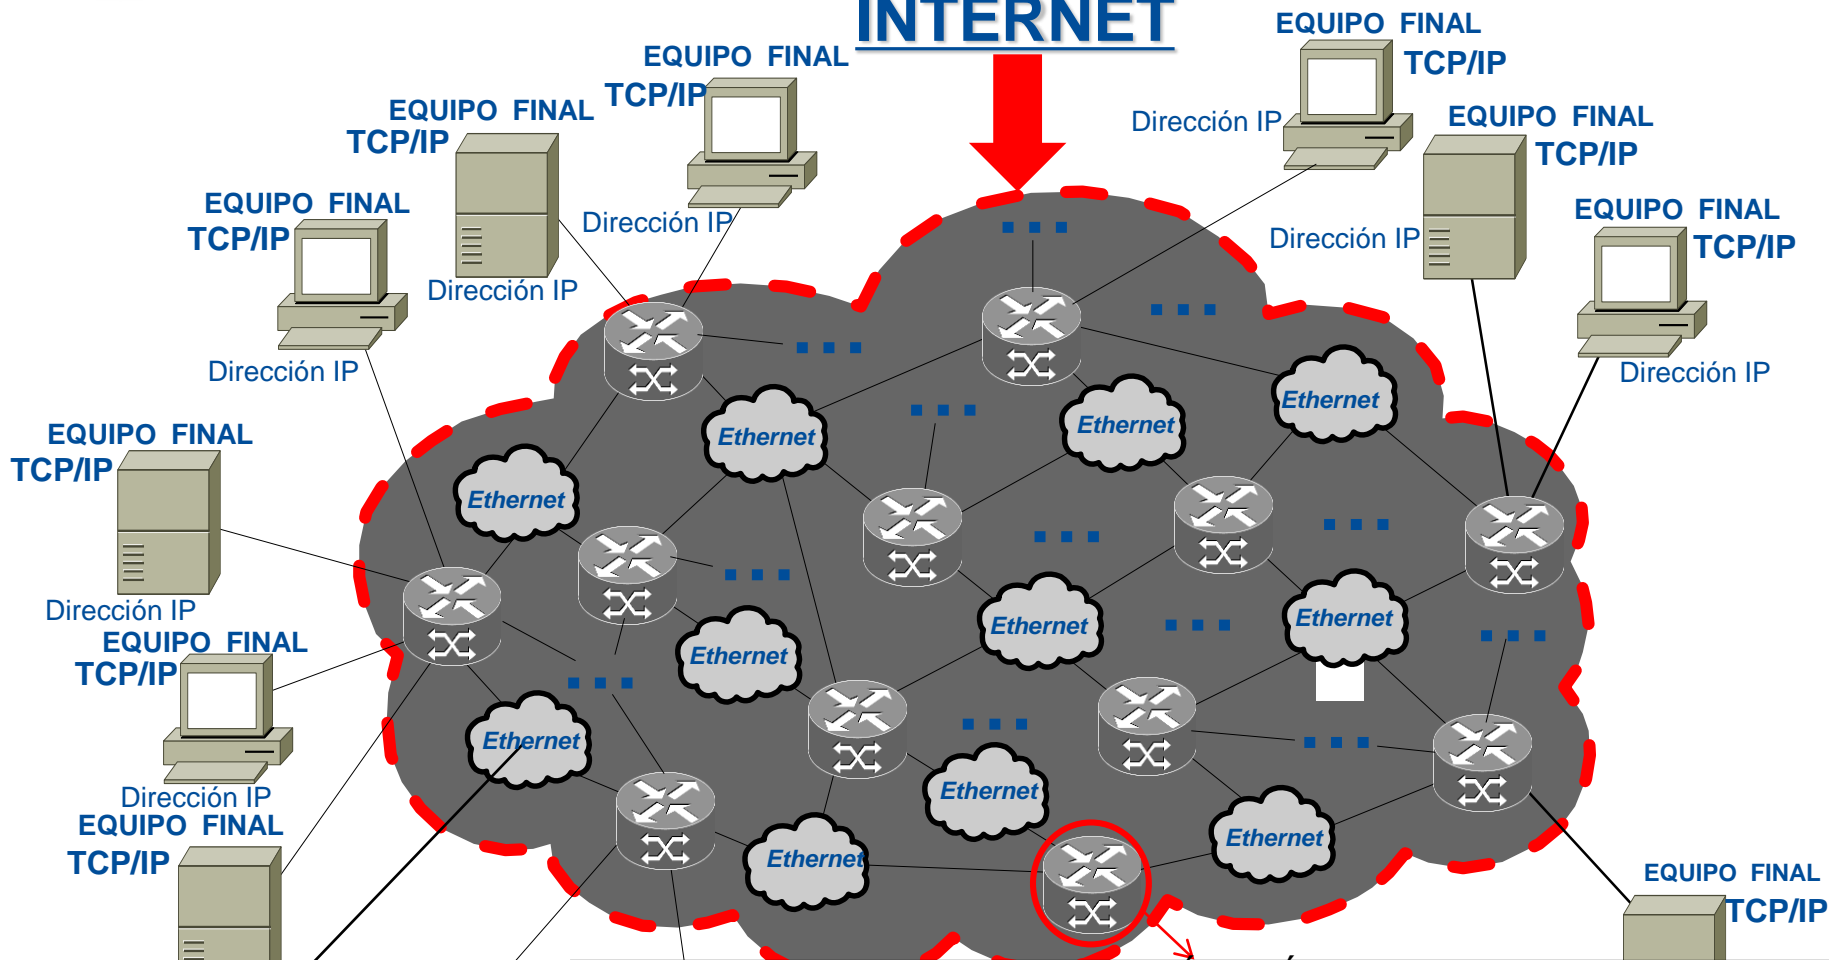 INTERNET
EQUIPO FINAL
TCP/IP
Dirección IP
EQUIPO FINAL
TCP/IP
Dirección IP
EQUIPO FINAL
TCP/IP
Dirección IP
EQUIPO FINAL
TCP/IP
Dirección IP
EQUIPO FINAL
TCP/IP
Dirección IP
EQUIPO FINAL
TCP/IP
Dirección IP
EQUIPO FINAL
TCP/IP
Dirección IP
EQUIPO FINAL
TCP/IP
Dirección IP
EQUIPO FINAL
TCP/IP
EQUIPO FINAL
TCP/IP
Ethernet
Ethernet
Ethernet
Ethernet
Ethernet
Ethernet
Ethernet
Ethernet
Ethernet
Ethernet
Ethernet
Ethernet